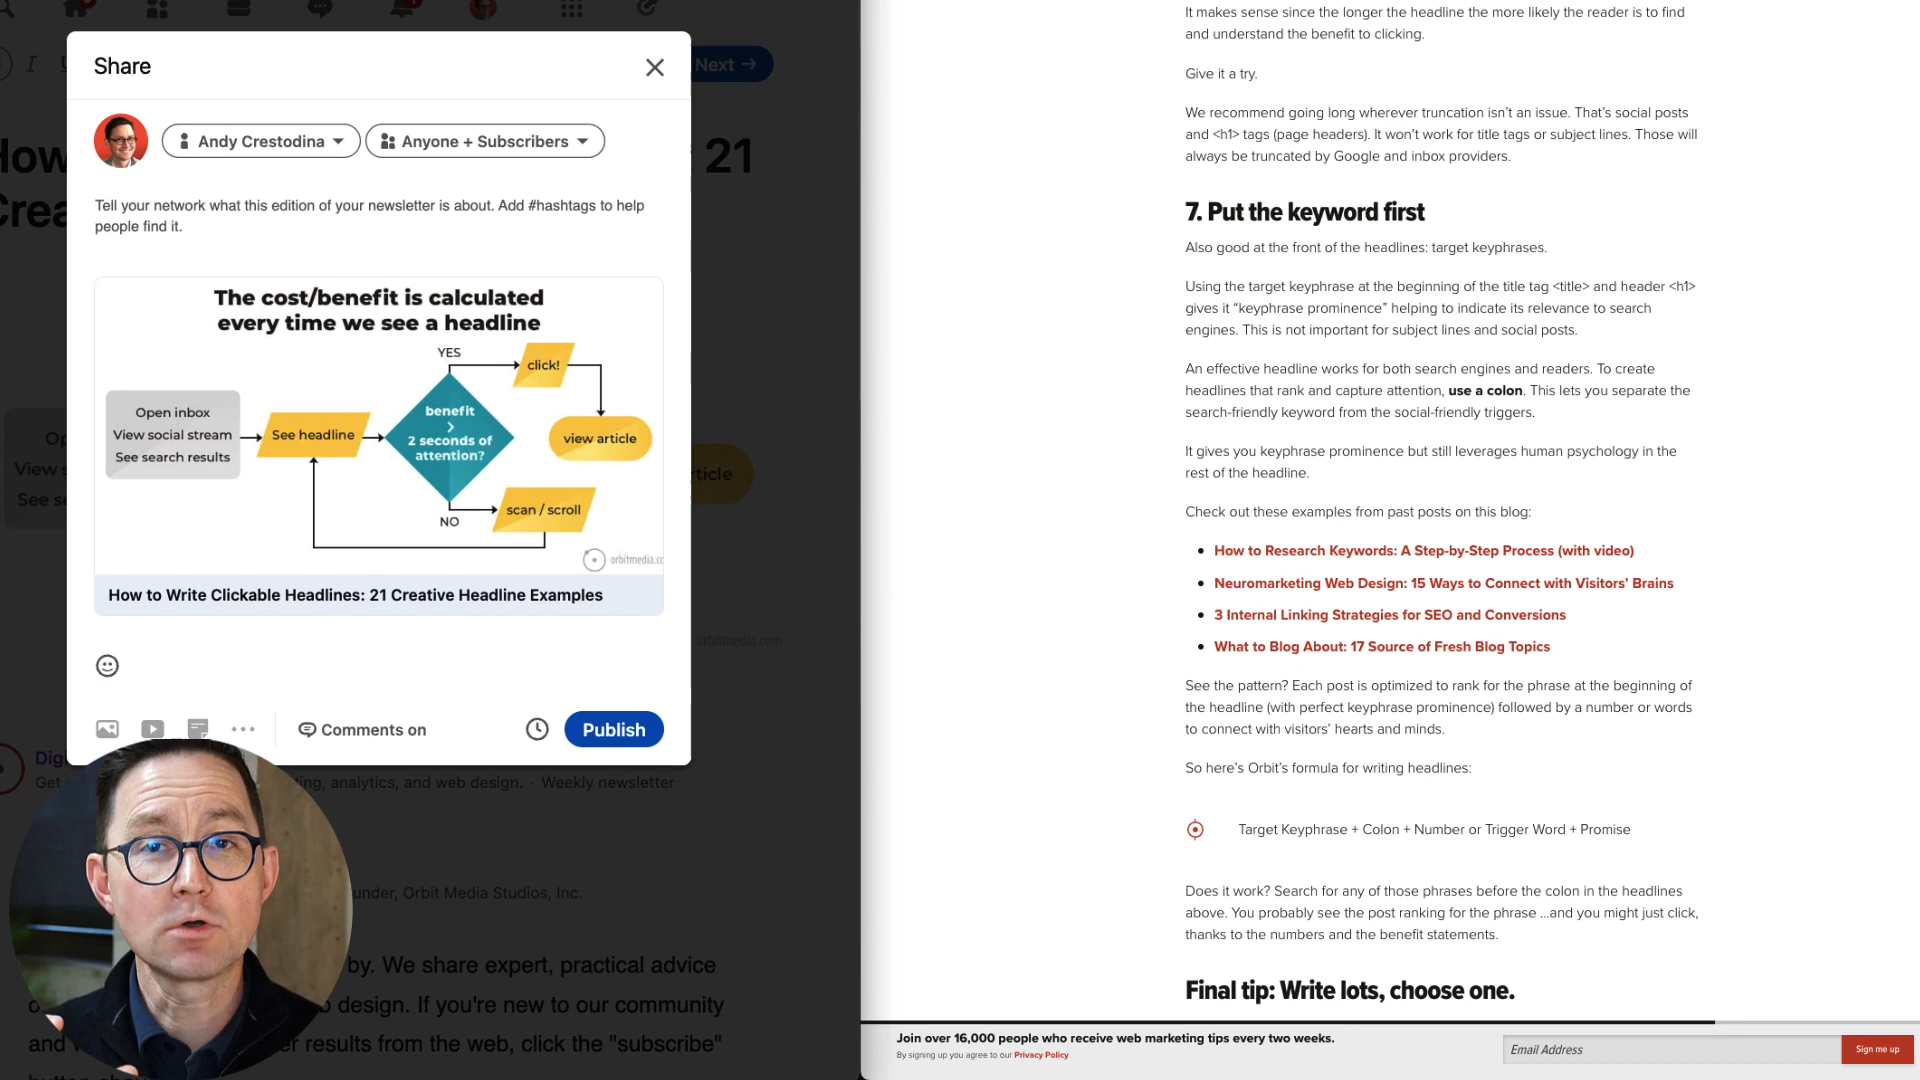 Share
Next →
Andy Crestodina
Anyone + Subscribers
How
21
Crea
Tell your network what this edition of your newsletter is about. Add #hashtags to help
people find it.
The cost/benefit is calculated
every time we see a headline
YES
click!
Open inbox
View social stream
See search results
See headline
benefit
>
2 seconds of
attention?
view article
scan / scroll
NO
orbitmedia.co
How to Write Clickable Headlines: 21 Creative Headline Examples
Op
View s
See se
ticle
orbitmedia.com
Comments on
Publish
Digi
Get
ting, analytics, and web design. · Weekly newsletter
under, Orbit Media Studios, Inc.
by. We share expert, practical advice
design. If you're new to our community
and
er results from the web, click the "subscribe"
It makes sense since the longer the headline the more likely the reader is to find
and understand the benefit to clicking.
Give it a try.
We recommend going long wherever truncation isn’t an issue. That’s social posts
and <h1> tags (page headers). It won’t work for title tags or subject lines. Those will
always be truncated by Google and inbox providers.
7. Put the keyword first
Also good at the front of the headlines: target keyphrases.
Using the target keyphrase at the beginning of the title tag <title> and header <h1>
gives it “keyphrase prominence” helping to indicate its relevance to search
engines. This is not important for subject lines and social posts.
An effective headline works for both search engines and readers. To create
headlines that rank and capture attention, use a colon. This lets you separate the
search-friendly keyword from the social-friendly triggers.
It gives you keyphrase prominence but still leverages human psychology in the
rest of the headline.
Check out these examples from past posts on this blog:
• How to Research Keywords: A Step-by-Step Process (with video)
• Neuromarketing Web Design: 15 Ways to Connect with Visitors’ Brains
• 3 Internal Linking Strategies for SEO and Conversions
• What to Blog About: 17 Source of Fresh Blog Topics
See the pattern? Each post is optimized to rank for the phrase at the beginning of
the headline (with perfect keyphrase prominence) followed by a number or words
to connect with visitors’ hearts and minds.
So here’s Orbit’s formula for writing headlines:
Target Keyphrase + Colon + Number or Trigger Word + Promise
Does it work? Search for any of those phrases before the colon in the headlines
above. You probably see the post ranking for the phrase …and you might just click,
thanks to the numbers and the benefit statements.
Final tip: Write lots, choose one.
Join over 16,000 people who receive web marketing tips every two weeks.
By signing up you agree to our Privacy Policy.
Email Address
Sign me up